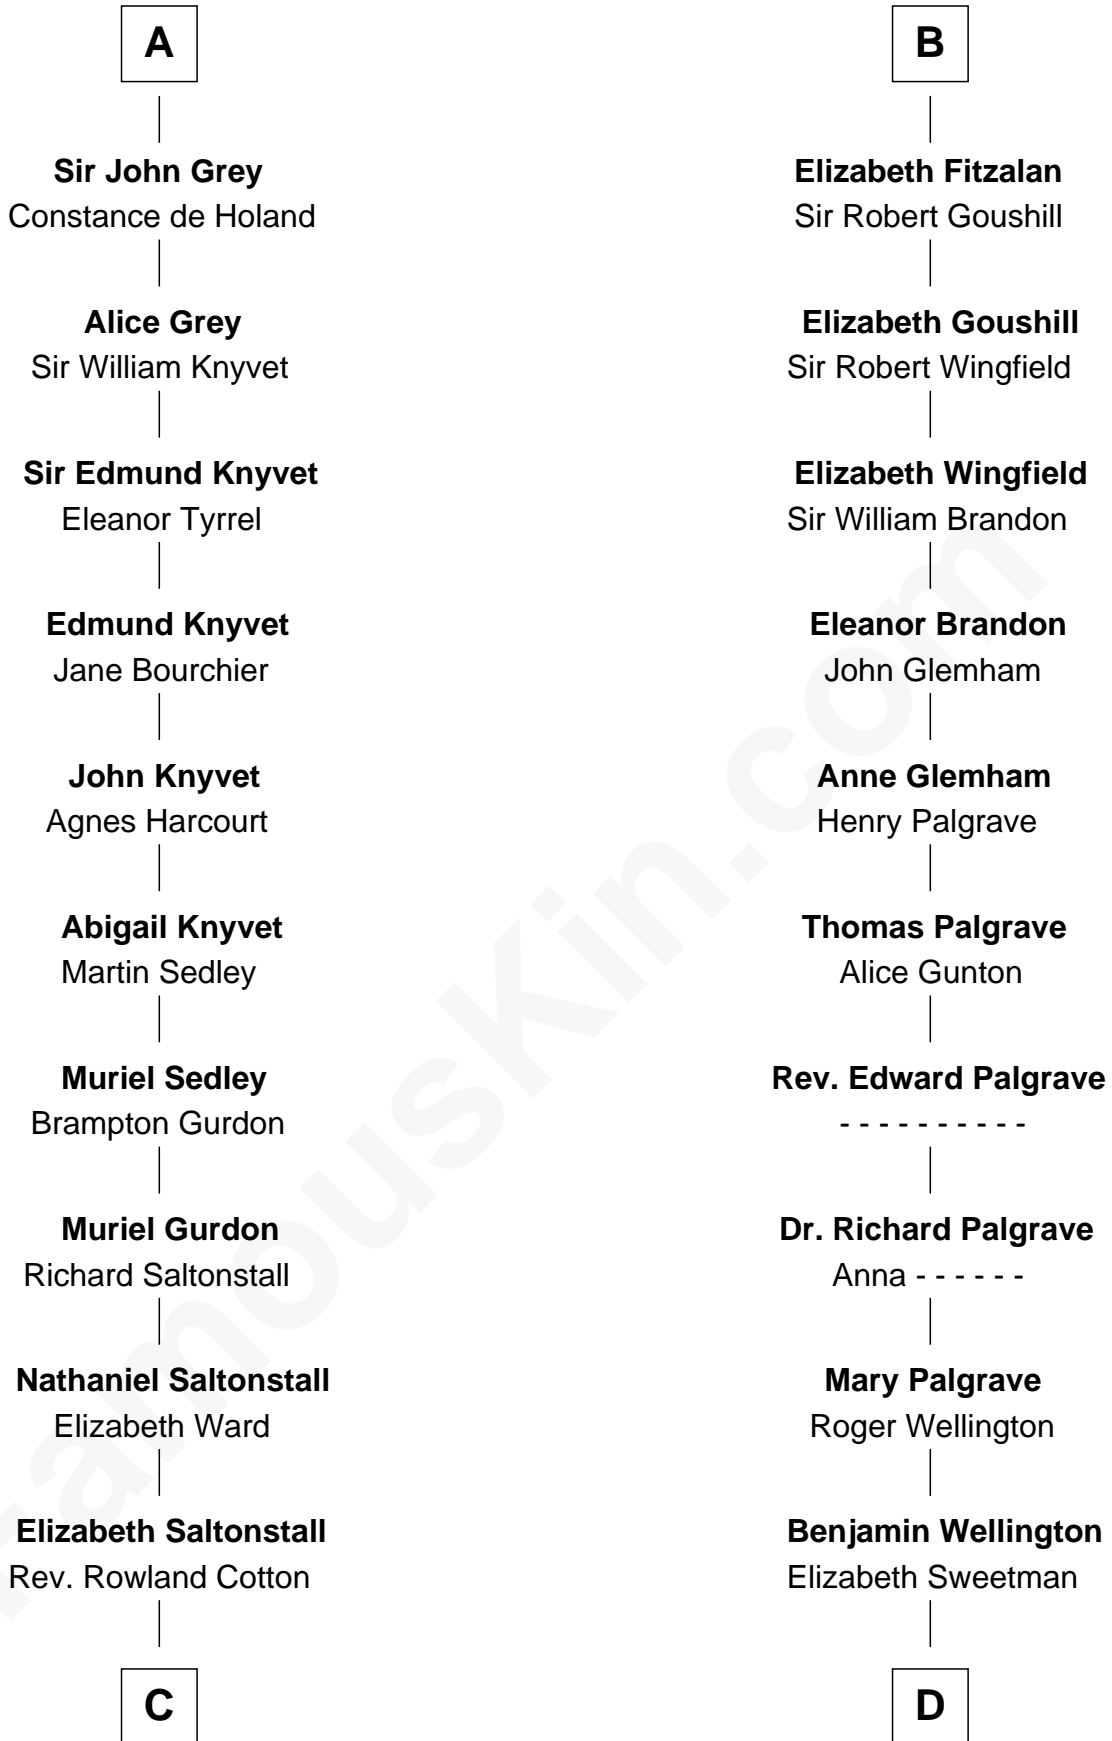 A
Sir John Grey
Constance de Holand
Alice Grey
Sir William Knyvet
Sir Edmund Knyvet
Eleanor Tyrrel
Edmund Knyvet
Jane Bourchier
John Knyvet
Agnes Harcourt
Abigail Knyvet
Martin Sedley
Muriel Sedley
Brampton Gurdon
Muriel Gurdon
Richard Saltonstall
Nathaniel Saltonstall
Elizabeth Ward
Elizabeth Saltonstall
Rev. Rowland Cotton
C
B
Elizabeth Fitzalan
Sir Robert Goushill
Elizabeth Goushill
Sir Robert Wingfield
Elizabeth Wingfield
Sir William Brandon
Eleanor Brandon
John Glemham
Anne Glemham
Henry Palgrave
Thomas Palgrave
Alice Gunton
Rev. Edward Palgrave
- - - - - - - - - -
Dr. Richard Palgrave
Anna - - - - - -
Mary Palgrave
Roger Wellington
Benjamin Wellington
Elizabeth Sweetman
D
FamousKin.com